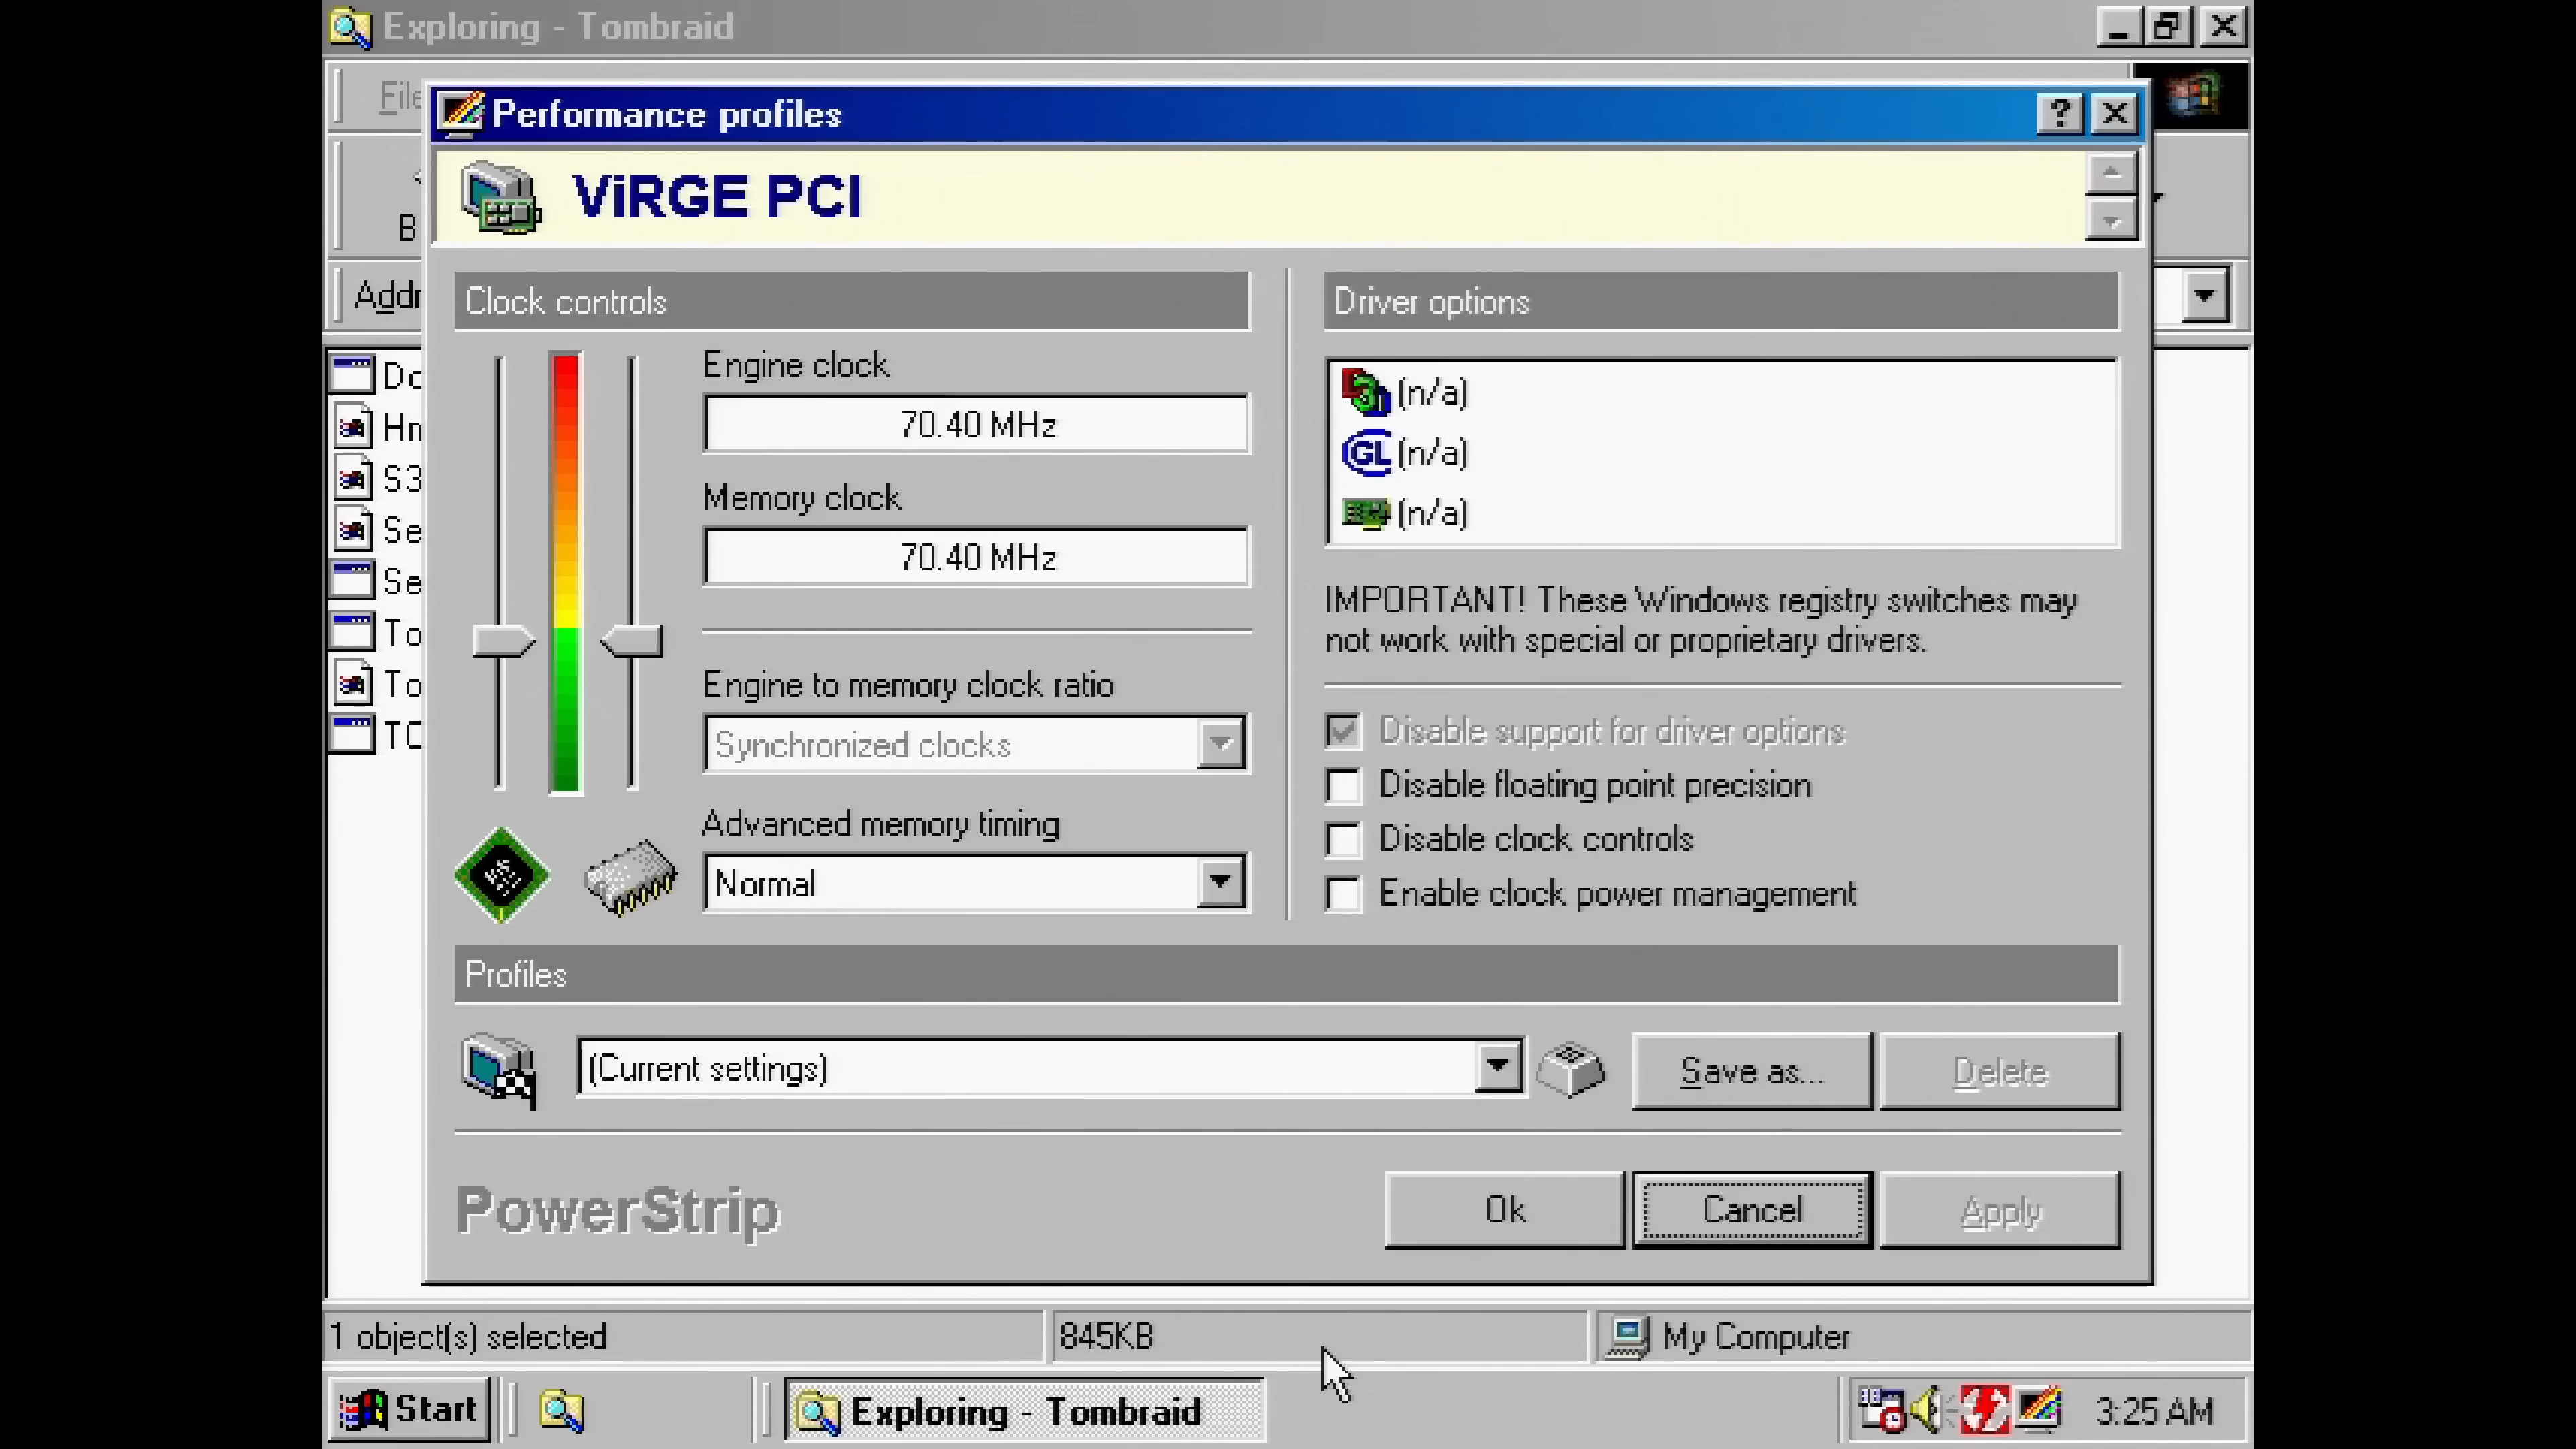 Exploring - Tombraid
File
Performance profiles
ViRGE PCI
B
Addr
Clock controls
Driver options
Engine clock
70.40 MHz
Memory clock
70.40 MHz
(n/a)
GL (n/a)
(n/a)
IMPORTANT! These Windows registry switches may
not work with special or proprietary drivers.
Engine to memory clock ratio
Synchronized clocks
Advanced memory timing
Normal
Disable support for driver options
Disable floating point precision
Disable clock controls
Enable clock power management
Do
Hm
S3
Se
Se
To
To
Profiles
(Current settings)
Save as...
Delete
PowerStrip
Ok
Cancel
Apply
1 object(s) selected
845KB
My Computer
Start
Exploring - Tombraid
3:25 AM